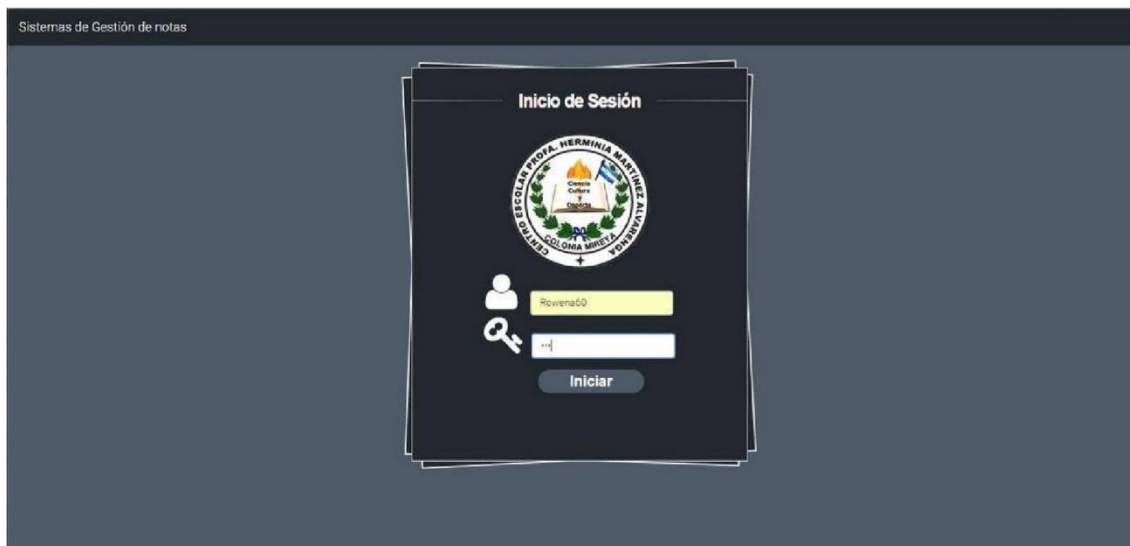 Sistemas de Gestión de notas
Inicio de Sesión
CENTRO ESCOLAR PROFA. HERMINIA MARTÍNEZ ALVARENGA
Ciencia
Cultura
Y
Deporte
COLONIA MIREYA
Rowena60
Iniciar